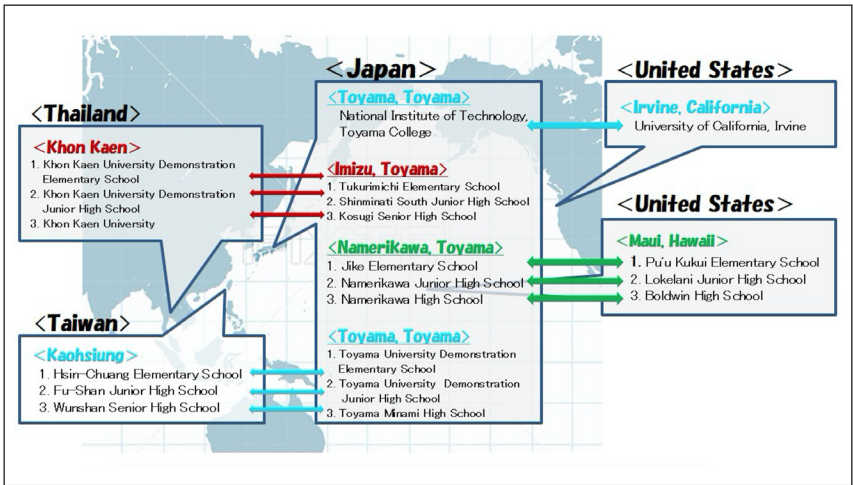 <Thailand>
<Khon Kaen>
1. Khon Kaen University Demonstration
Elementary School
2. Khon Kaen University Demonstration
Junior High School
3. Khon Kaen University
<Taiwan>
<Kaohsiung>
1. Hsin-Chuang Elementary School
2. Fu-Shan Junior High School
3. Wunshan Senior High School
<Japan>
<Toyama, Toyama>
National Institute of Technology,
Toyama College
<Imizu, Toyama>
1. Tukurimichi Elementary School
2. Shinminati South Junior High School
3. Kosugi Senior High School
<Namerikawa, Toyama>
1. Jike Elementary School
2. Namerikawa Junior High School
3. Namerikawa High School
<Toyama, Toyama>
1. Toyama University Demonstration
Elementary School
2. Toyama University Demonstration
Junior High School
3. Toyama Minami High School
<United States>
<Irvine, California>
University of California, Irvine
<United States>
<Maui, Hawaii>
1. Pu'u Kukui Elementary School
2. Lokelani Junior High School
3. Boldwin High School